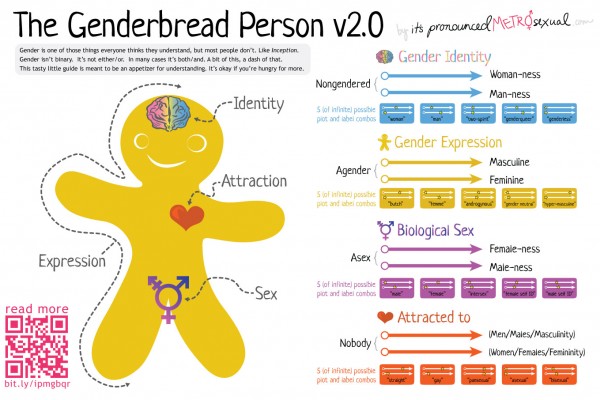 The Genderbread Person v2.0
by it's pronounced METROsexual.com
Gender is one of those things everyone thinks they understand, but most people don't. Like Inception.
Gender isn't binary. It's not either/or. In many cases it's both/and. A bit of this, a dash of that.
This tasty little guide is meant to be an appetizer for understanding. It's okay if you're hungry for more.
Identity
Attraction
Expression
Sex
read more
bit.ly/ipmgbqr
Gender Identity
Nongendered
Woman-ness
Man-ness
5 (of infinite) possible
plot and label combos
"woman" "man" "two-spirit" "genderqueer" "genderless"
Gender Expression
Agender
Masculine
Feminine
5 (of infinite) possible
plot and label combos
"butch" "femme" "androgynous" "gender neutral" "hyper-masculine"
Biological Sex
Asex
Female-ness
Male-ness
5 (of infinite) possible
plot and label combos
"male" "female" "intersex" "female self ID" "male self ID"
Attracted to
Nobody
(Men/Males/Masculinity)
(Women/Females/Femininity)
5 (of infinite) possible
plot and label combos
"straight" "gay" "pansexual" "asexual" "bisexual"